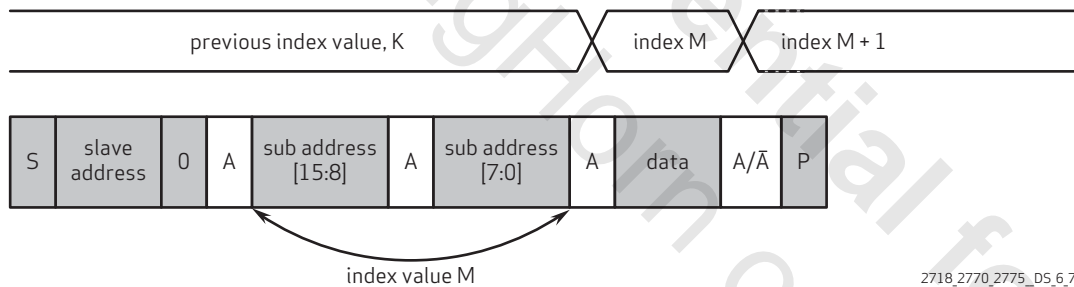 previous index value, K
index M
index M + 1
S
slave
address
0
A
sub address
[15:8]
A
sub address
[7:0]
A
data
A/Ā
P
index value M
2718_2770_2775_DS_6_7